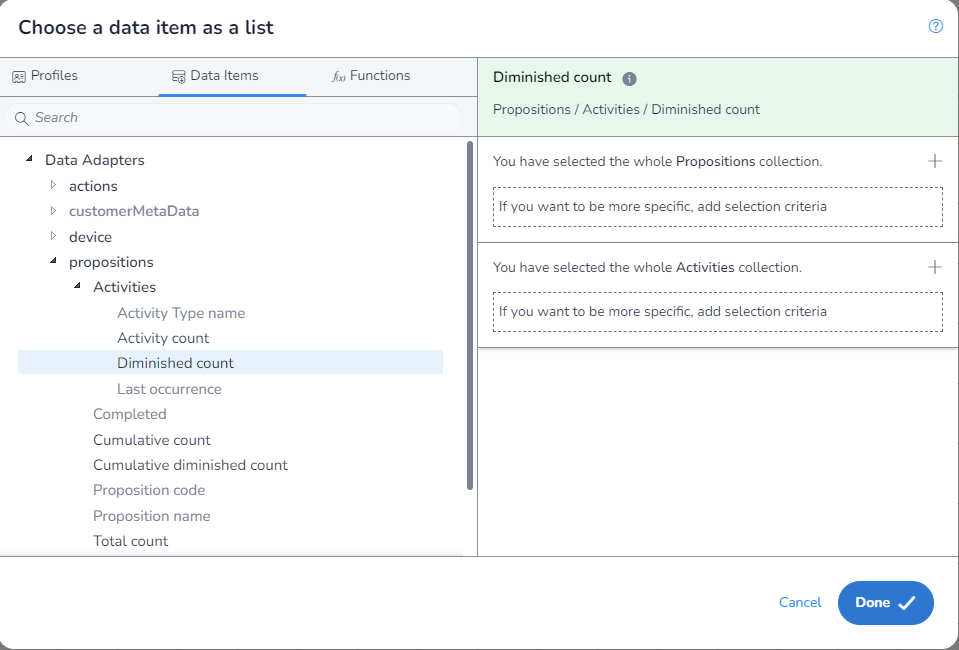 Choose a data item as a list
Profiles
Data Items
f(x) Functions
Search
Data Adapters
actions
customerMetaData
device
propositions
Activities
Activity Type name
Activity count
Diminished count
Last occurrence
Completed
Cumulative count
Cumulative diminished count
Proposition code
Proposition name
Total count
Diminished count
Propositions / Activities / Diminished count
You have selected the whole Propositions collection.
If you want to be more specific, add selection criteria
You have selected the whole Activities collection.
If you want to be more specific, add selection criteria
Cancel
Done